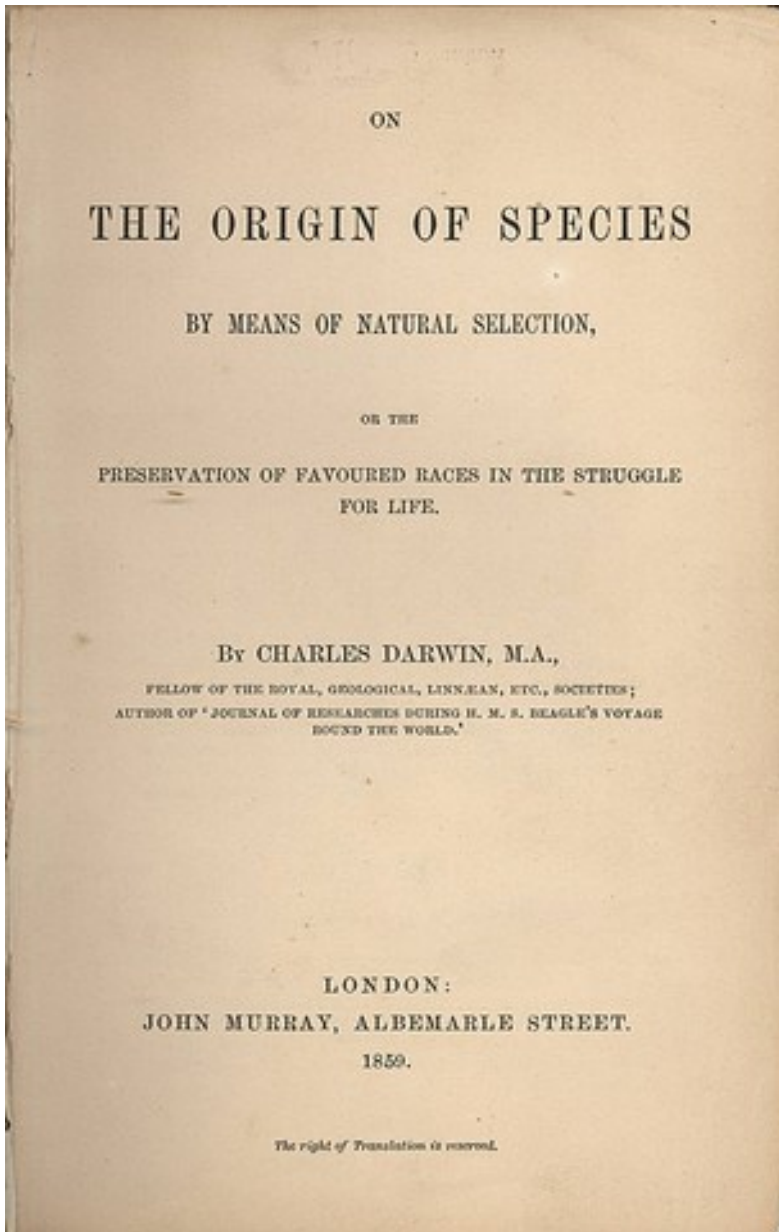 ON
THE ORIGIN OF SPECIES
BY MEANS OF NATURAL SELECTION,
OR THE
PRESERVATION OF FAVOURED RACES IN THE STRUGGLE
FOR LIFE.
BY CHARLES DARWIN, M.A.,
FELLOW OF THE ROYAL, GEOLOGICAL, LINNÆAN, ETC., SOCIETIES;
AUTHOR OF ‘JOURNAL OF RESEARCHES DURING H. M. S. BEAGLE'S VOYAGE
ROUND THE WORLD.’
LONDON:
JOHN MURRAY, ALBEMARLE STREET.
1859.
The right of Translation is reserved.